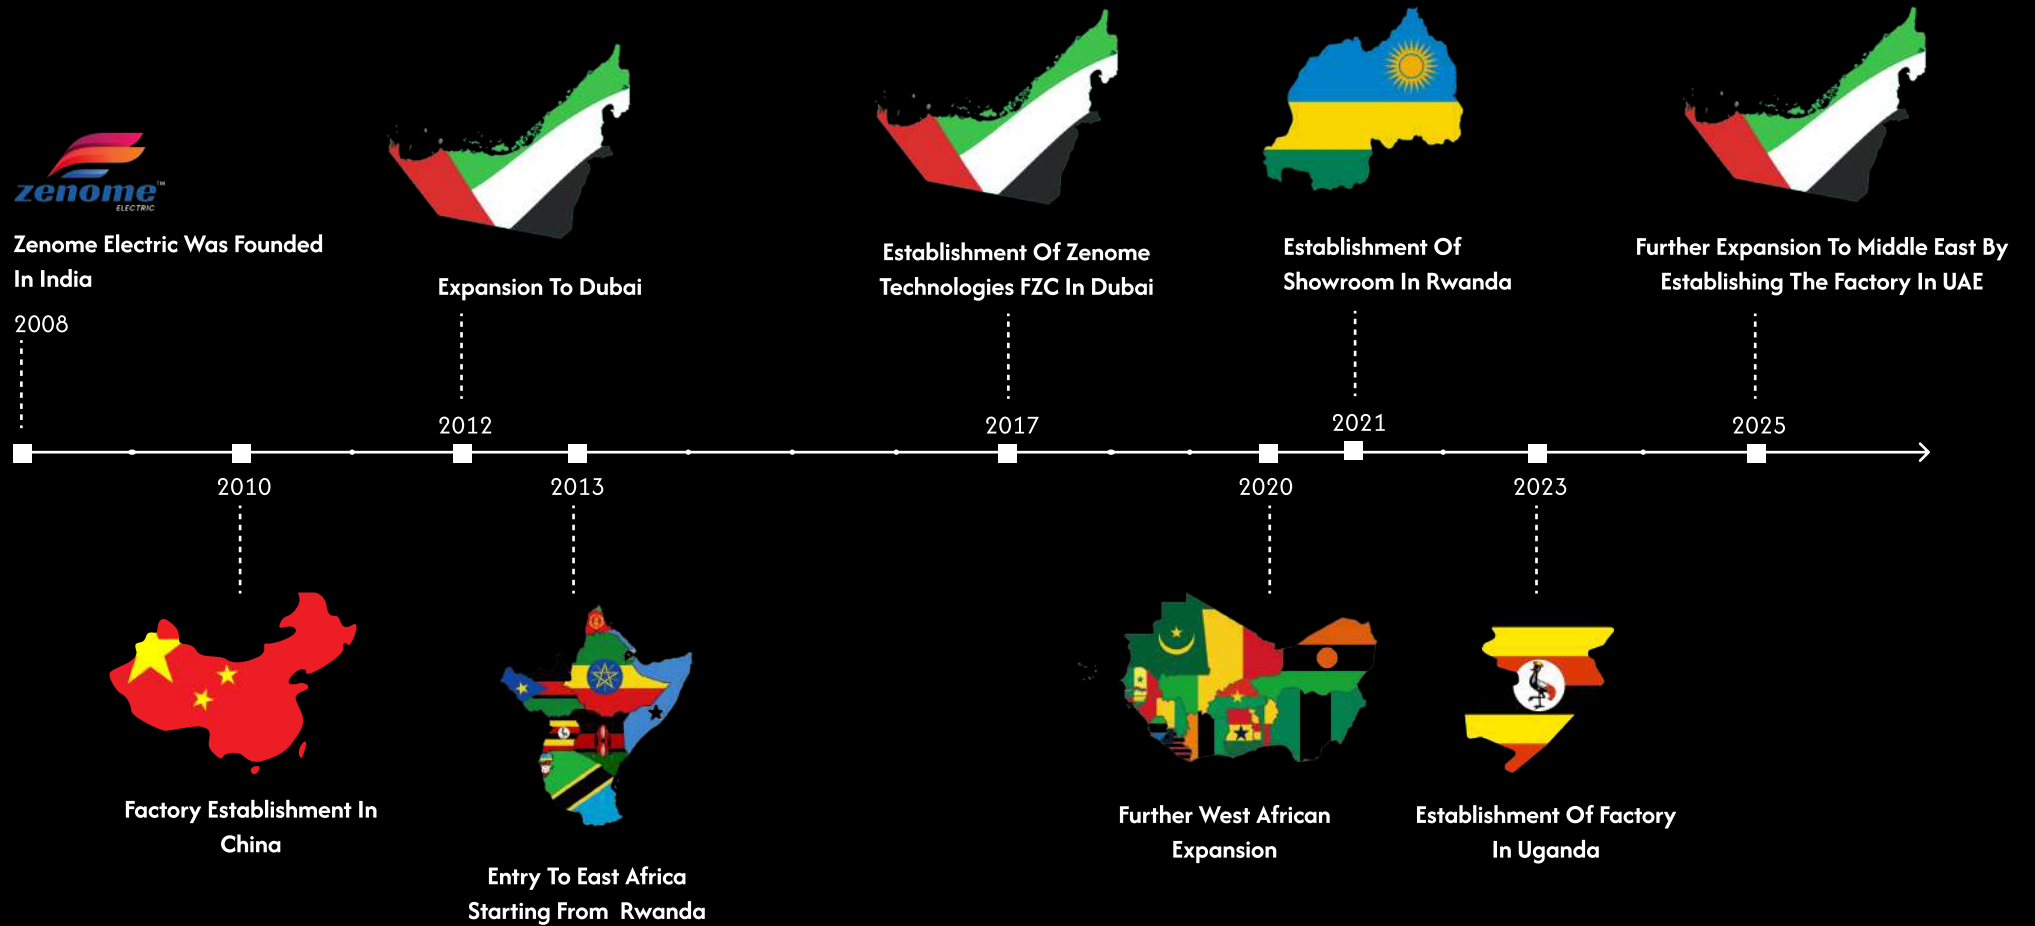 zenome™
ELECTRIC
Zenome Electric Was Founded
In India
2008
Expansion To Dubai
2012
Establishment Of Zenome
Technologies FZC In Dubai
2017
Establishment Of
Showroom In Rwanda
2021
Further Expansion To Middle East By
Establishing The Factory In UAE
2025
2010
Factory Establishment In
China
2013
Entry To East Africa
Starting From Rwanda
2020
Further West African
Expansion
2023
Establishment Of Factory
In Uganda